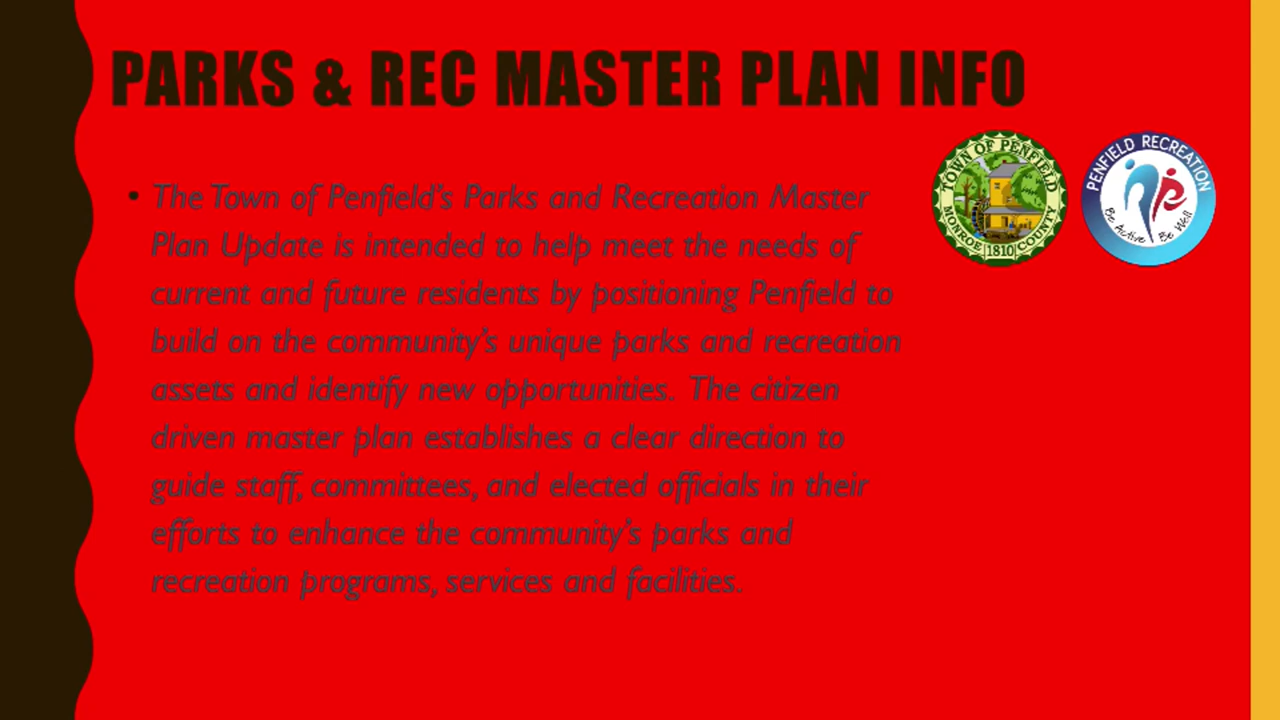 PARKS & REC MASTER PLAN INFO
TOWN OF PENFIELD
MONROE 1810 COUNTY
PENFIELD RECREATION
Be Active Be Well
• The Town of Penfield's Parks and Recreation Master
Plan Update is intended to help meet the needs of
current and future residents by positioning Penfield to
build on the community's unique parks and recreation
assets and identify new opportunities. The citizen
driven master plan establishes a clear direction to
guide staff, committees, and elected officials in their
efforts to enhance the community's parks and
recreation programs, services and facilities.